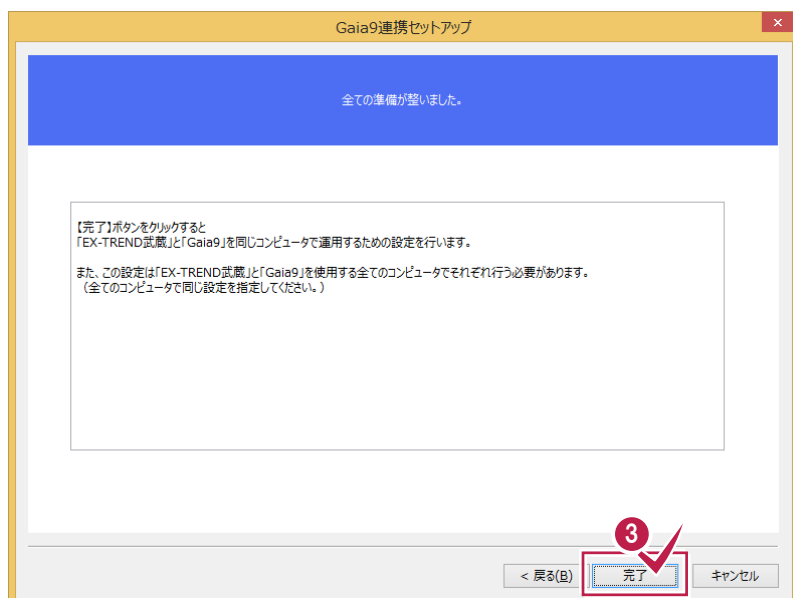 Gaia9連携セットアップ
全ての準備が整いました。
【完了】ボタンをクリックすると
「EX-TREND武蔵」と「Gaia9」を同じコンピュータで運用するための設定を行います。
また、この設定は「EX-TREND武蔵」と「Gaia9」を使用する全てのコンピュータでそれぞれ行う必要があります。
（全てのコンピュータで同じ設定を指定してください。）
3
< 戻る(B) 完了 キャンセル